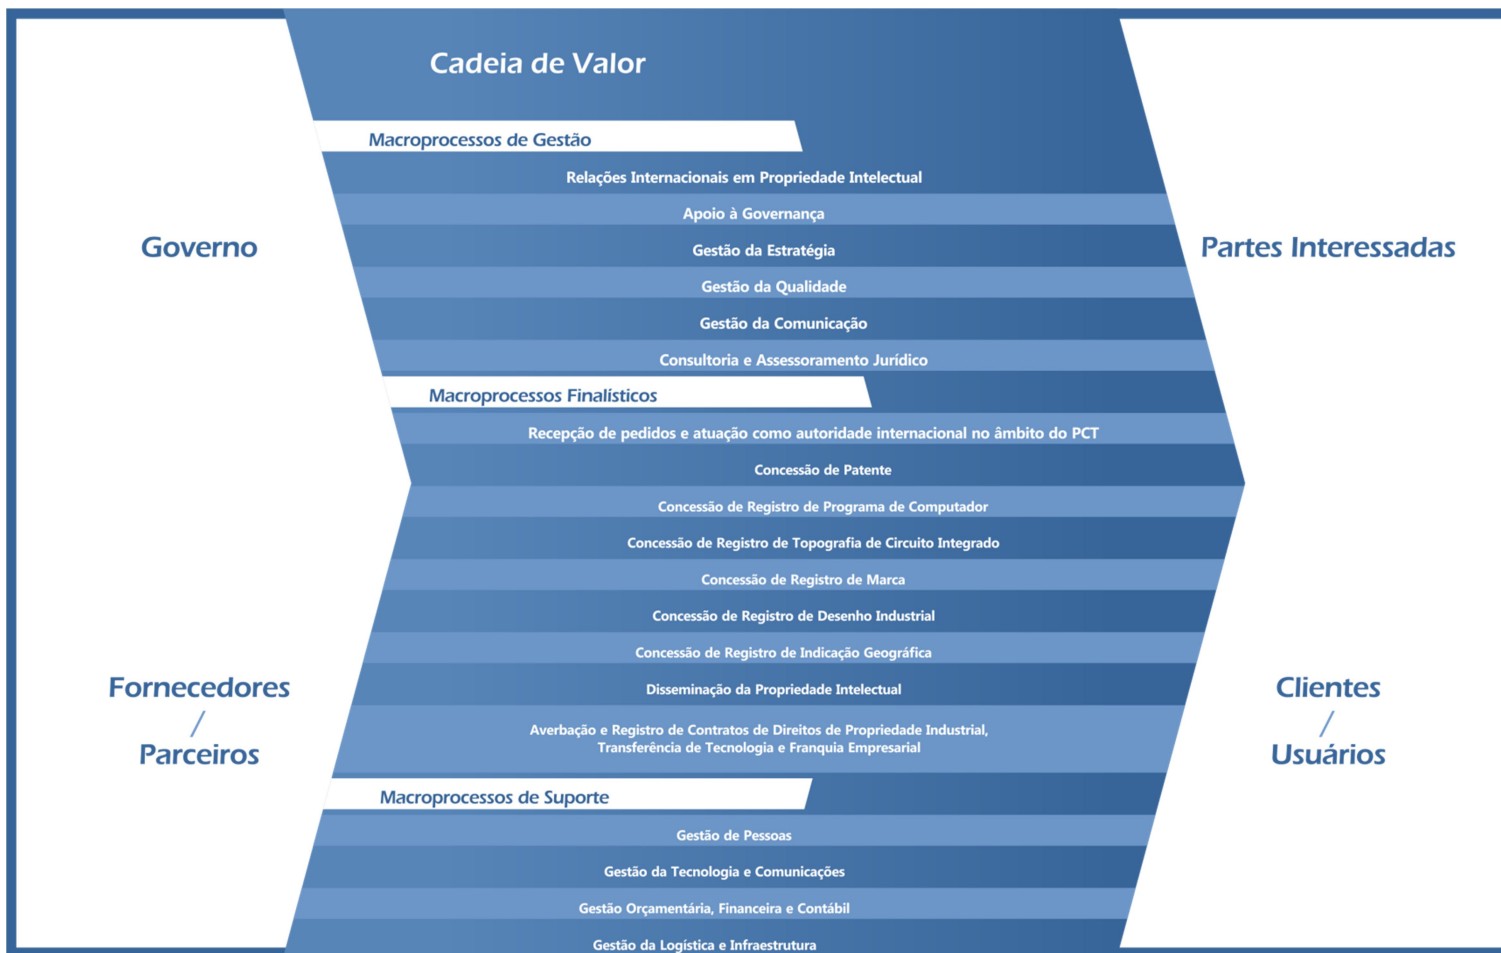 Cadeia de Valor
Macroprocessos de Gestão
Relações Internacionais em Propriedade Intelectual
Apoio à Governança
Governo
Gestão da Estratégia
Partes Interessadas
Gestão da Qualidade
Gestão da Comunicação
Consultoria e Assessoramento Jurídico
Macroprocessos Finalísticos
Recepção de pedidos e atuação como autoridade internacional no âmbito do PCT
Concessão de Patente
Concessão de Registro de Programa de Computador
Concessão de Registro de Topografia de Circuito Integrado
Concessão de Registro de Marca
Concessão de Registro de Desenho Industrial
Concessão de Registro de Indicação Geográfica
Disseminação da Propriedade Intelectual
Averbação e Registro de Contratos de Direitos de Propriedade Industrial,
Transferência de Tecnologia e Franquia Empresarial
Fornecedores
/
Parceiros
Clientes
/
Usuários
Macroprocessos de Suporte
Gestão de Pessoas
Gestão da Tecnologia e Comunicações
Gestão Orçamentária, Financeira e Contábil
Gestão da Logística e Infraestrutura